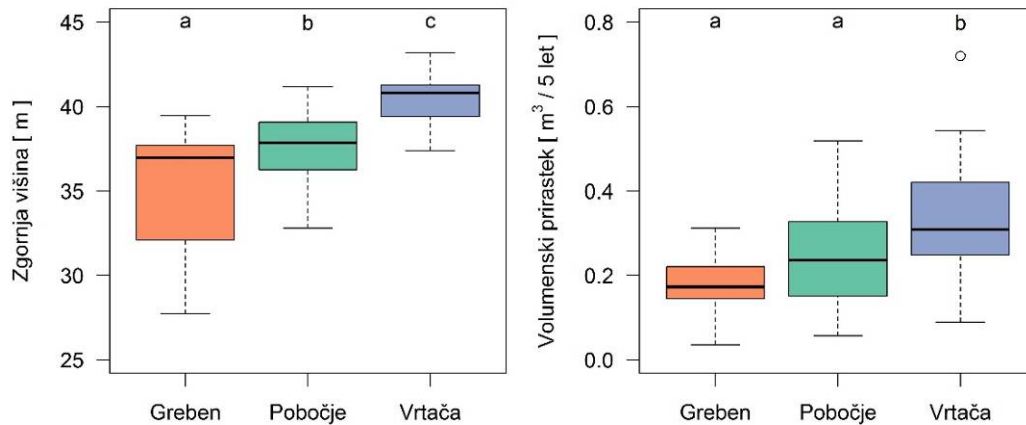 Zgornja višina [ m ]
45
40
35
30
25
a b c
Greben Pobočje Vrtača
Volumenski prirastek [ m³ / 5 let ]
0.8
0.6
0.4
0.2
0.0
a a b
Greben Pobočje Vrtača